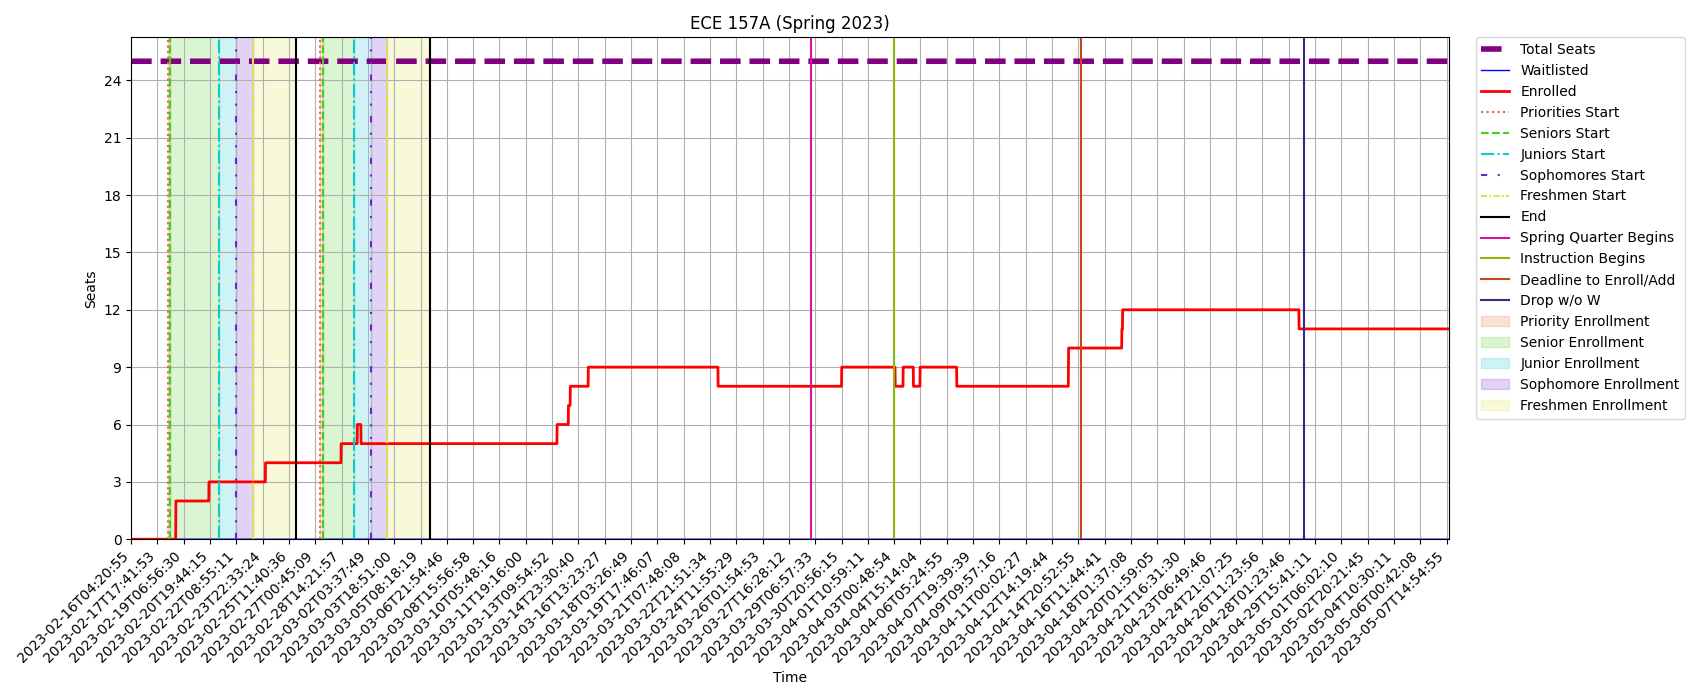 ECE 157A (Spring 2023)
Seats
24
21
18
15
12
9
6
3
0
2023-02-16T04:20:55
2023-02-17T17:41:53
2023-02-19T06:56:30
2023-02-20T19:44:15
2023-02-22T08:55:11
2023-02-23T22:33:24
2023-02-25T11:40:36
2023-02-27T00:45:09
2023-02-28T14:21:57
2023-03-02T03:37:49
2023-03-03T18:51:00
2023-03-05T08:18:19
2023-03-06T21:54:46
2023-03-08T15:56:58
2023-03-10T05:48:16
2023-03-11T19:16:00
2023-03-13T09:54:52
2023-03-14T23:30:40
2023-03-16T13:23:27
2023-03-18T03:26:49
2023-03-19T17:46:07
2023-03-21T07:48:08
2023-03-22T21:51:34
2023-03-24T11:55:29
2023-03-26T01:54:53
2023-03-27T16:28:12
2023-03-29T06:57:33
2023-03-30T20:56:15
2023-04-01T10:59:11
2023-04-03T00:48:54
2023-04-04T15:14:04
2023-04-06T05:24:55
2023-04-07T19:39:39
2023-04-09T09:57:16
2023-04-11T00:02:27
2023-04-12T14:19:44
2023-04-14T20:52:55
2023-04-16T11:44:41
2023-04-18T01:37:08
2023-04-20T01:59:05
2023-04-21T16:31:30
2023-04-23T06:49:46
2023-04-24T21:07:25
2023-04-26T11:23:56
2023-04-28T01:23:46
2023-04-29T15:41:11
2023-05-01T06:02:10
2023-05-02T20:21:45
2023-05-04T10:30:11
2023-05-06T00:42:08
2023-05-07T14:54:55
Time
Total Seats
Waitlisted
Enrolled
Priorities Start
Seniors Start
Juniors Start
Sophomores Start
Freshmen Start
End
Spring Quarter Begins
Instruction Begins
Deadline to Enroll/Add
Drop w/o W
Priority Enrollment
Senior Enrollment
Junior Enrollment
Sophomore Enrollment
Freshmen Enrollment